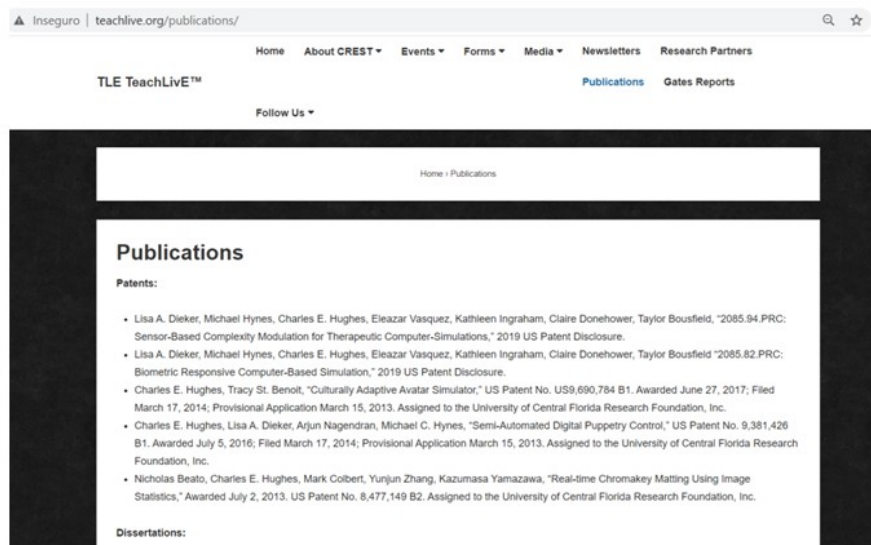 Inseguro | teachlive.org/publications/
Home About CREST Events Forms Media Newsletters Research Partners
TLE TeachLivE™ Publications Gates Reports
Follow Us
Home › Publications
Publications
Patents:
• Lisa A. Dieker, Michael Hynes, Charles E. Hughes, Eleazar Vasquez, Kathleen Ingraham, Claire Donehower, Taylor Bousfield, “2085.94.PRC:
Sensor-Based Complexity Modulation for Therapeutic Computer-Simulations,” 2019 US Patent Disclosure.
• Lisa A. Dieker, Michael Hynes, Charles E. Hughes, Eleazar Vasquez, Kathleen Ingraham, Claire Donehower, Taylor Bousfield “2085.82.PRC:
Biometric Responsive Computer-Based Simulation,” 2019 US Patent Disclosure.
• Charles E. Hughes, Tracy St. Benoit, “Culturally Adaptive Avatar Simulator,” US Patent No. US9,690,784 B1. Awarded June 27, 2017; Filed
March 17, 2014; Provisional Application March 15, 2013. Assigned to the University of Central Florida Research Foundation, Inc.
• Charles E. Hughes, Lisa A. Dieker, Arjun Nagendran, Michael C. Hynes, “Semi-Automated Digital Puppetry Control,” US Patent No. 9,381,426
B1. Awarded July 5, 2016; Filed March 17, 2014; Provisional Application March 15, 2013. Assigned to the University of Central Florida Research
Foundation, Inc.
• Nicholas Beato, Charles E. Hughes, Mark Colbert, Yunjun Zhang, Kazumasa Yamazawa, “Real-time Chromakey Matting Using Image
Statistics,” Awarded July 2, 2013. US Patent No. 8,477,149 B2. Assigned to the University of Central Florida Research Foundation, Inc.
Dissertations: